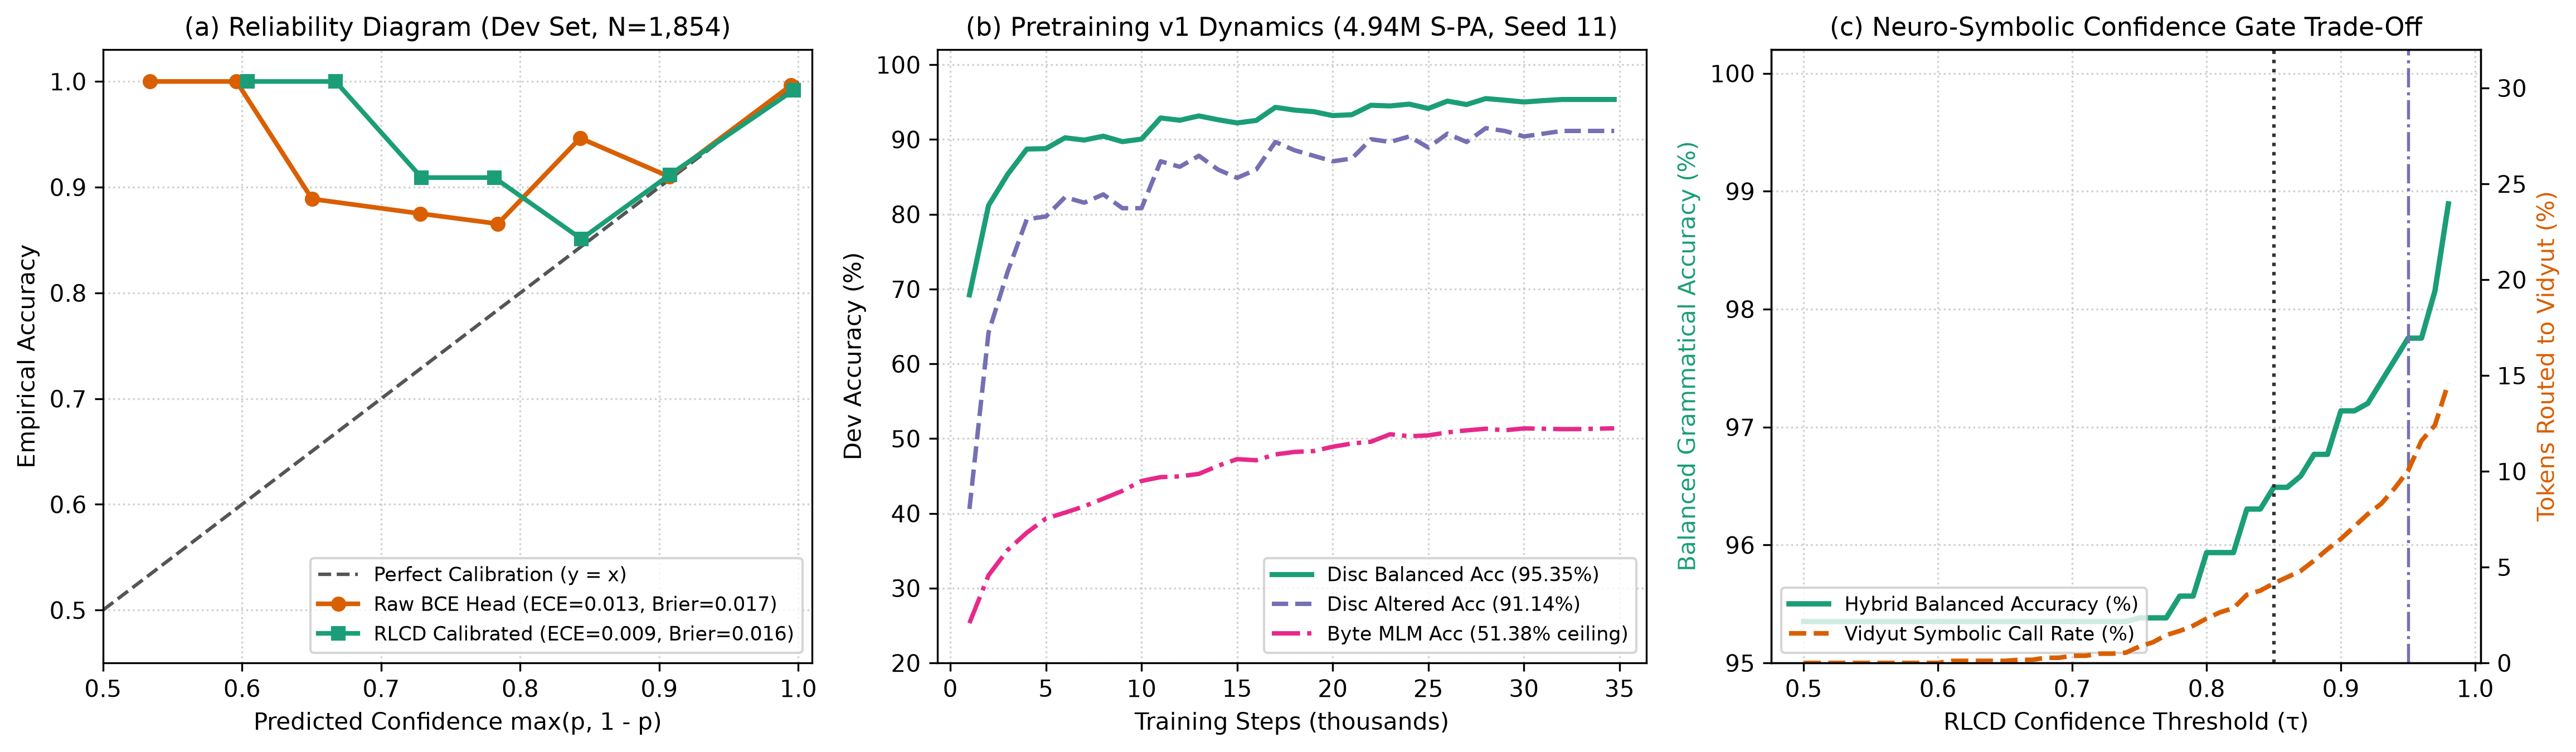 (a) Reliability Diagram (Dev Set, N=1,854)
Empirical Accuracy
1.0
0.9
0.8
0.7
0.6
0.5
Perfect Calibration (y = x)
Raw BCE Head (ECE=0.013, Brier=0.017)
RLCD Calibrated (ECE=0.009, Brier=0.016)
0.5 0.6 0.7 0.8 0.9 1.0
Predicted Confidence max(p, 1 - p)
(b) Pretraining v1 Dynamics (4.94M S-PA, Seed 11)
Dev Accuracy (%)
100
90
80
70
60
50
40
30
20
Disc Balanced Acc (95.35%)
Disc Altered Acc (91.14%)
Byte MLM Acc (51.38% ceiling)
0 5 10 15 20 25 30 35
Training Steps (thousands)
(c) Neuro-Symbolic Confidence Gate Trade-Off
Balanced Grammatical Accuracy (%)
100
99
98
97
96
95
Hybrid Balanced Accuracy (%)
Vidyut Symbolic Call Rate (%)
30
25
20
15
10
5
0
Tokens Routed to Vidyut (%)
0.5 0.6 0.7 0.8 0.9 1.0
RLCD Confidence Threshold (τ)